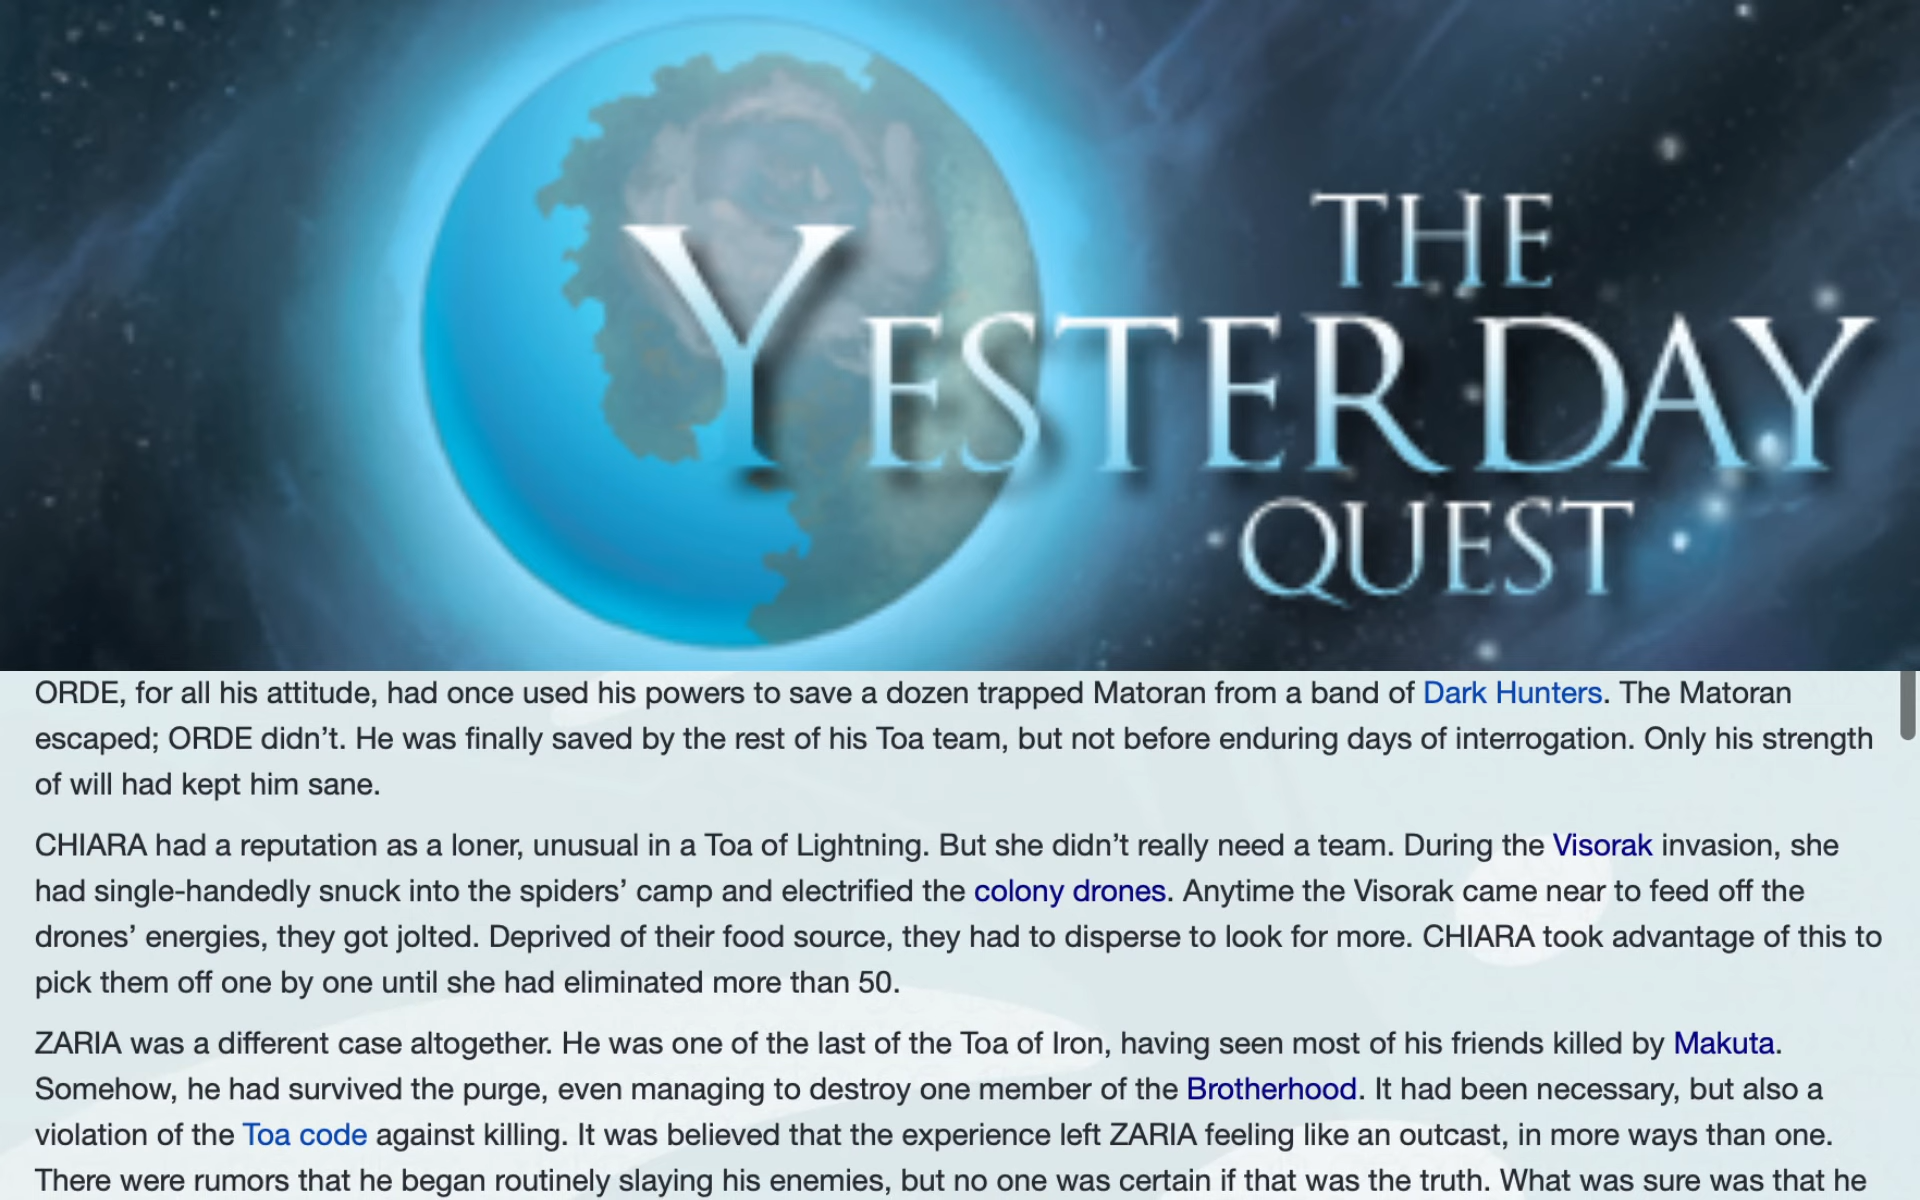 THE
YESTERDAY
QUEST
ORDE, for all his attitude, had once used his powers to save a dozen trapped Matoran from a band of Dark Hunters. The Matoran
escaped; ORDE didn’t. He was finally saved by the rest of his Toa team, but not before enduring days of interrogation. Only his strength
of will had kept him sane.
CHIARA had a reputation as a loner, unusual in a Toa of Lightning. But she didn’t really need a team. During the Visorak invasion, she
had single-handedly snuck into the spiders’ camp and electrified the colony drones. Anytime the Visorak came near to feed off the
drones’ energies, they got jolted. Deprived of their food source, they had to disperse to look for more. CHIARA took advantage of this to
pick them off one by one until she had eliminated more than 50.
ZARIA was a different case altogether. He was one of the last of the Toa of Iron, having seen most of his friends killed by Makuta.
Somehow, he had survived the purge, even managing to destroy one member of the Brotherhood. It had been necessary, but also a
violation of the Toa code against killing. It was believed that the experience left ZARIA feeling like an outcast, in more ways than one.
There were rumors that he began routinely slaying his enemies, but no one was certain if that was the truth. What was sure was that he